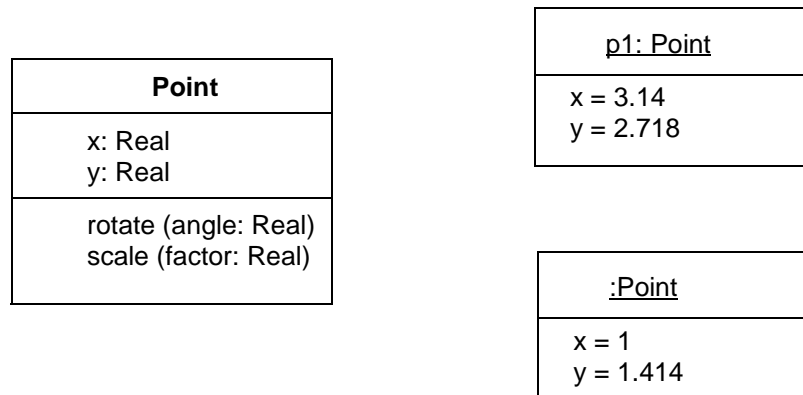 Point
x: Real
y: Real
rotate (angle: Real)
scale (factor: Real)
p1: Point
x = 3.14
y = 2.718
:Point
x = 1
y = 1.414